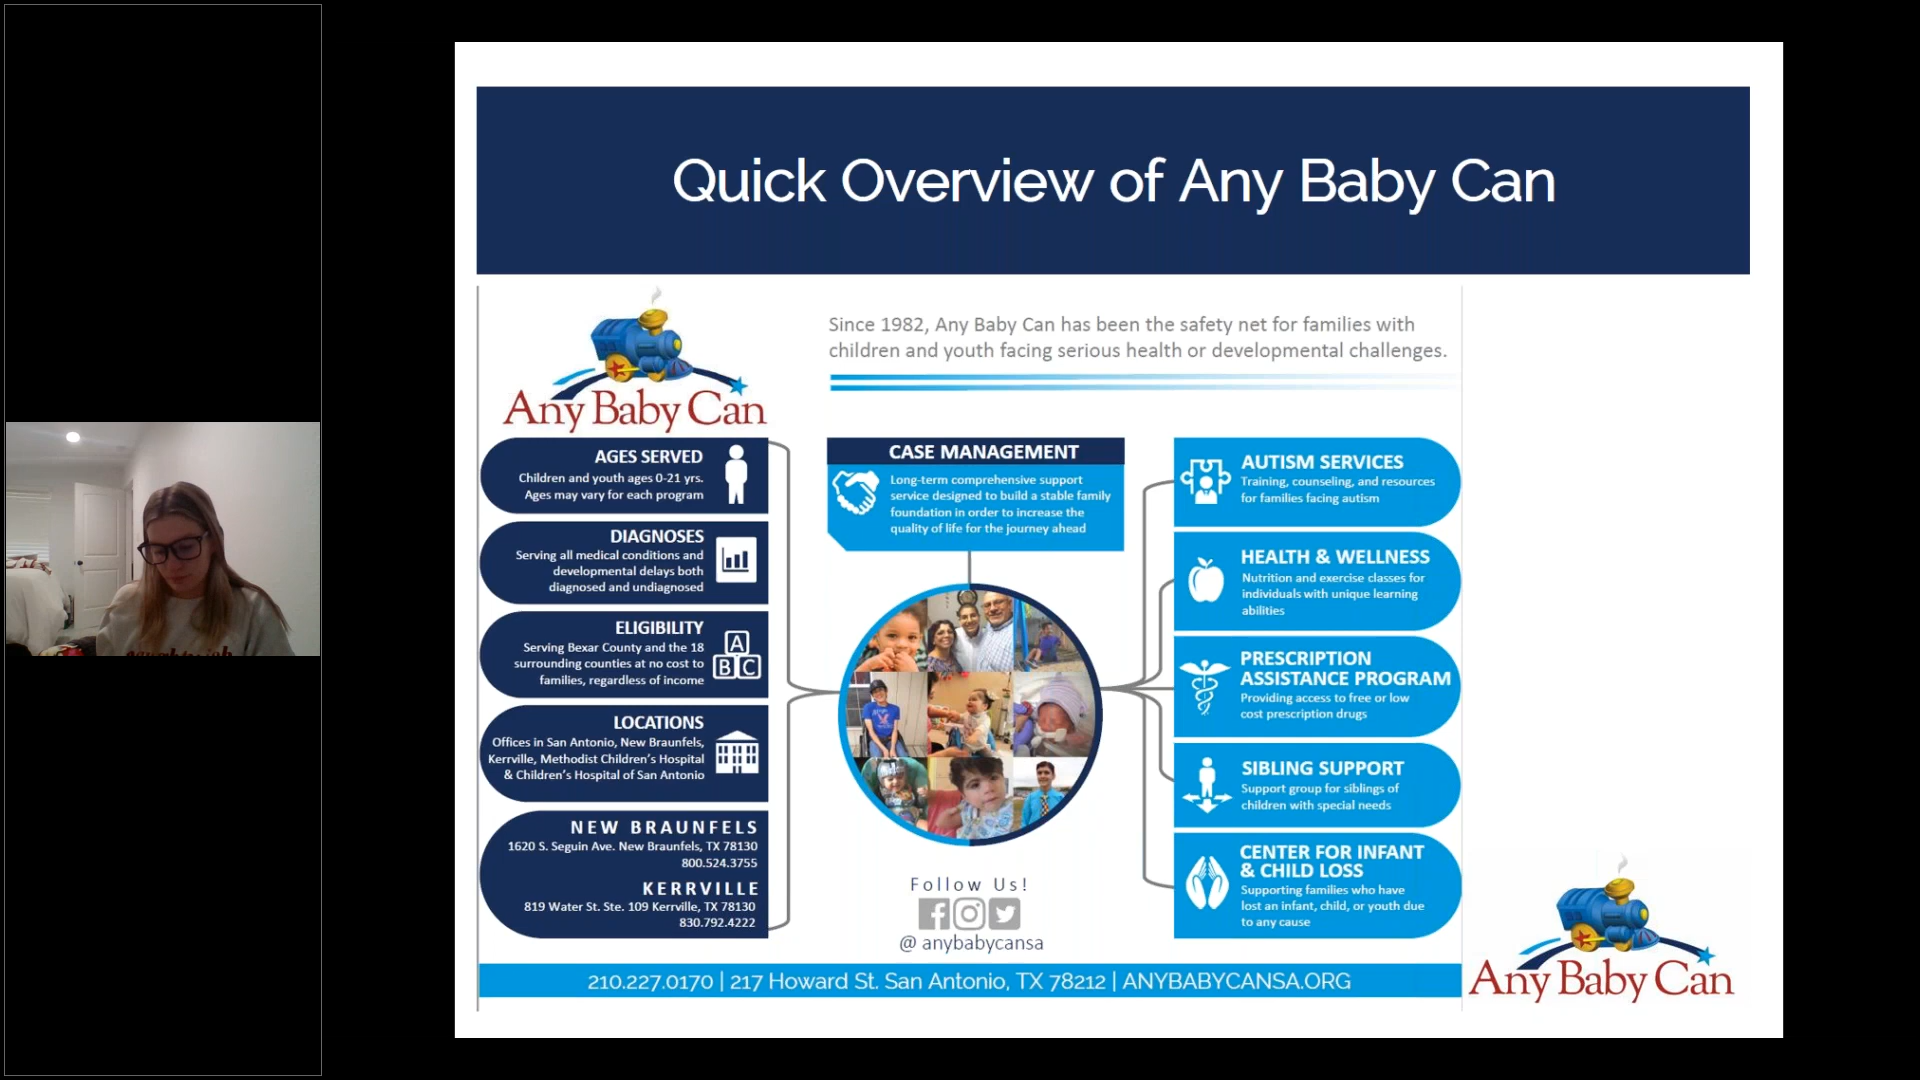 Quick Overview of Any Baby Can
Any Baby Can
Since 1982, Any Baby Can has been the safety net for families with
children and youth facing serious health or developmental challenges.
AGES SERVED
Children and youth ages 0-21 yrs.
Ages may vary for each program
DIAGNOSES
Serving all medical conditions and
developmental delays both
diagnosed and undiagnosed
ELIGIBILITY
Serving Bexar County and the 18
surrounding counties at no cost to
families, regardless of income
A
B C
LOCATIONS
Offices in San Antonio, New Braunfels,
Kerrville, Methodist Children's Hospital
& Children's Hospital of San Antonio
NEW BRAUNFELS
1620 S. Seguin Ave. New Braunfels, TX 78130
800.524.3755
KERRVILLE
819 Water St. Ste. 109 Kerrville, TX 78130
830.792.4222
CASE MANAGEMENT
Long-term comprehensive support
service designed to build a stable family
foundation in order to increase the
quality of life for the journey ahead
Follow Us!
@ anybabycansa
AUTISM SERVICES
Training, counseling, and resources
for families facing autism
HEALTH & WELLNESS
Nutrition and exercise classes for
individuals with unique learning
abilities
PRESCRIPTION
ASSISTANCE PROGRAM
Providing access to free or low
cost prescription drugs
SIBLING SUPPORT
Support group for siblings of
children with special needs
CENTER FOR INFANT
& CHILD LOSS
Supporting families who have
lost an infant, child, or youth due
to any cause
210.227.0170 | 217 Howard St. San Antonio, TX 78212 | ANYBABYCANSA.ORG
Any Baby Can